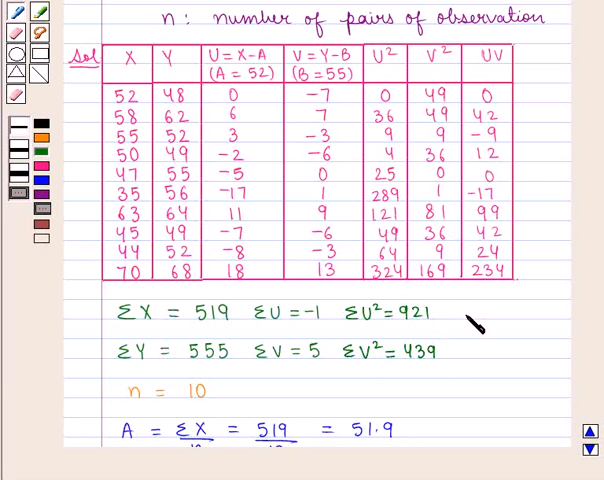 n: number of pairs of observation
Sol X Y U = X-A (A = 52) V = Y-B (B = 55) U² V² UV
52 48 0 -7 0 49 0
58 62 6 7 36 49 42
55 52 3 -3 9 9 -9
50 49 -2 -6 4 36 12
47 55 -5 0 25 0 0
35 56 -17 1 289 1 -17
63 64 11 9 121 81 99
45 49 -7 -6 49 36 42
44 52 -8 -3 64 9 24
70 68 18 13 324 169 234
ΣX = 519 ΣU = -1 ΣU² = 921
ΣY = 555 ΣV = 5 ΣV² = 439
n = 10
A = ΣX = 519 = 51.9